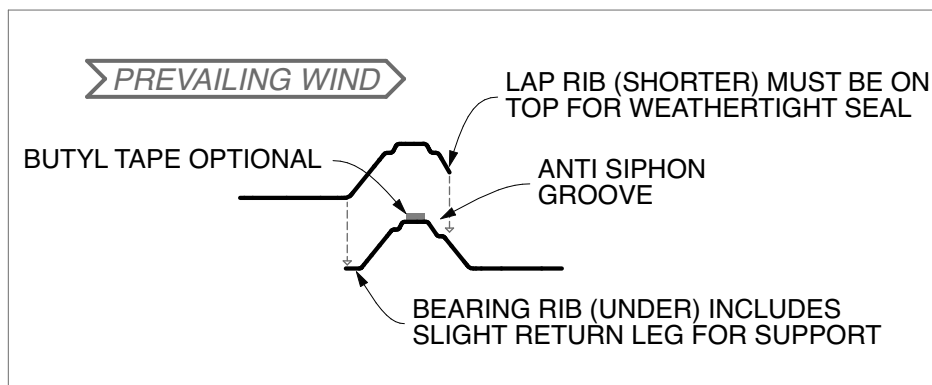 PREVAILING WIND
LAP RIB (SHORTER) MUST BE ON
TOP FOR WEATHERTIGHT SEAL
BUTYL TAPE OPTIONAL
ANTI SIPHON
GROOVE
BEARING RIB (UNDER) INCLUDES
SLIGHT RETURN LEG FOR SUPPORT